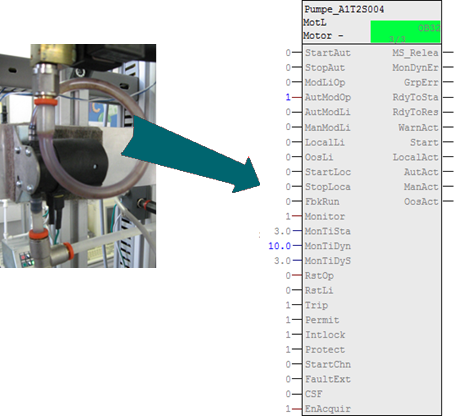 Pumpe_A1T2S004
MotL
Motor -
OB32
3/3
0 StartAut MS_Relea
0 StopAut MonDynEr
0 ModLiOp GrpErr
1 AutModOp RdyToSta
0 AutModLi RdyToRes
0 ManModLi WarnAct
0 LocalLi Start
0 OosLi LocalAct
0 StartLoc AutAct
0 StopLoca ManAct
0 FbkRun OosAct
1 Monitor
3.0 MonTiSta
10.0 MonTiDyn
3.0 MonTiDyS
0 RstOp
0 RstLi
1 Trip
1 Permit
1 Intlock
1 Protect
0 StartChn
0 FaultExt
0 CSF
1 EnAcquir